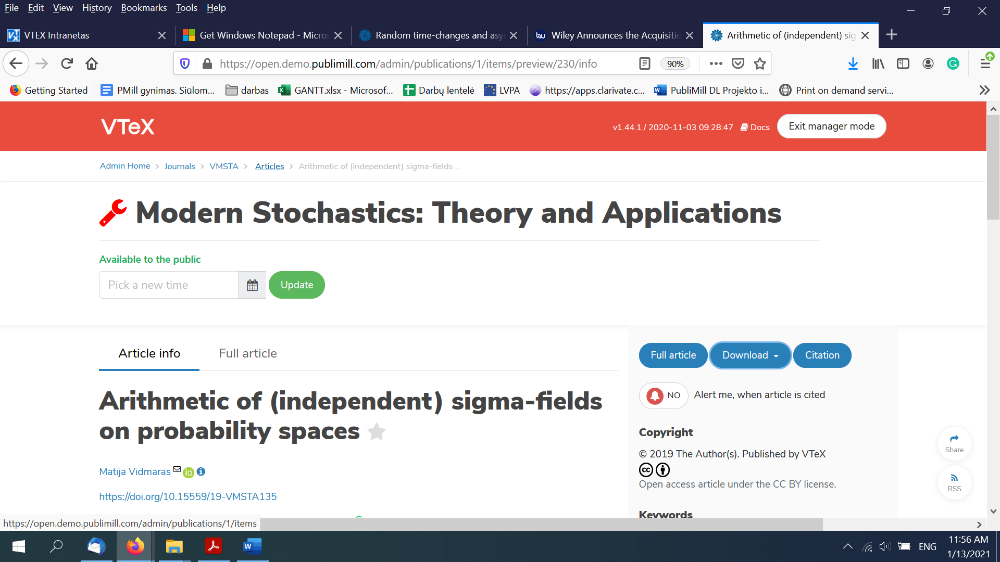 File Edit View History Bookmarks Tools Help
VTEX Intranetas
Get Windows Notepad - Micros
Random time-changes and asy
Wiley Announces the Acquisitio
Arithmetic of (independent) sig
https://open.demo.publimill.com/admin/publications/1/items/preview/230/info
90%
Getting Started
PMill gynimas. Siūlom...
darbas
GANTT.xlsx - Microsof...
Darbų lentelė
LVPA
https://apps.clarivate.c...
PubliMill DL Projekto i...
Print on demand servi...
VTeX
v1.44.1 / 2020-11-03 09:28:47
Docs
Exit manager mode
Admin Home > Journals > VMSTA > Articles > Arithmetic of (independent) sigma-fields ...
Modern Stochastics: Theory and Applications
Available to the public
Pick a new time
Update
Article info
Full article
Arithmetic of (independent) sigma-fields
on probability spaces
Matija Vidmaras
iD
https://doi.org/10.15559/19-VMSTA135
Full article
Download
Citation
NO
Alert me, when article is cited
Copyright
© 2019 The Author(s). Published by VTeX
cc
Open access article under the CC BY license.
Keywords
Share
RSS
https://open.demo.publimill.com/admin/publications/1/items
ENG
11:56 AM
1/13/2021